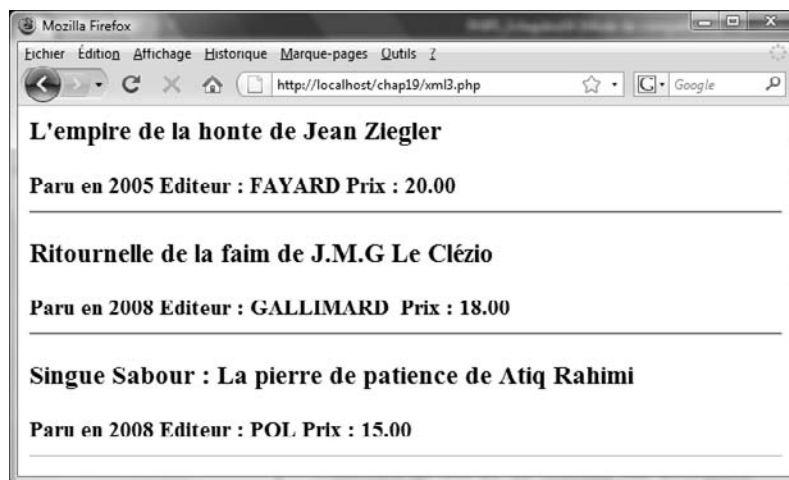 Mozilla Firefox
Fichier Édition Affichage Historique Marque-pages Outils ?
http://localhost/chap19/xml3.php
G Google
L'empire de la honte de Jean Ziegler
Paru en 2005 Editeur : FAYARD Prix : 20.00
Ritournelle de la faim de J.M.G Le Clézio
Paru en 2008 Editeur : GALLIMARD Prix : 18.00
Singue Sabour : La pierre de patience de Atiq Rahimi
Paru en 2008 Editeur : POL Prix : 15.00